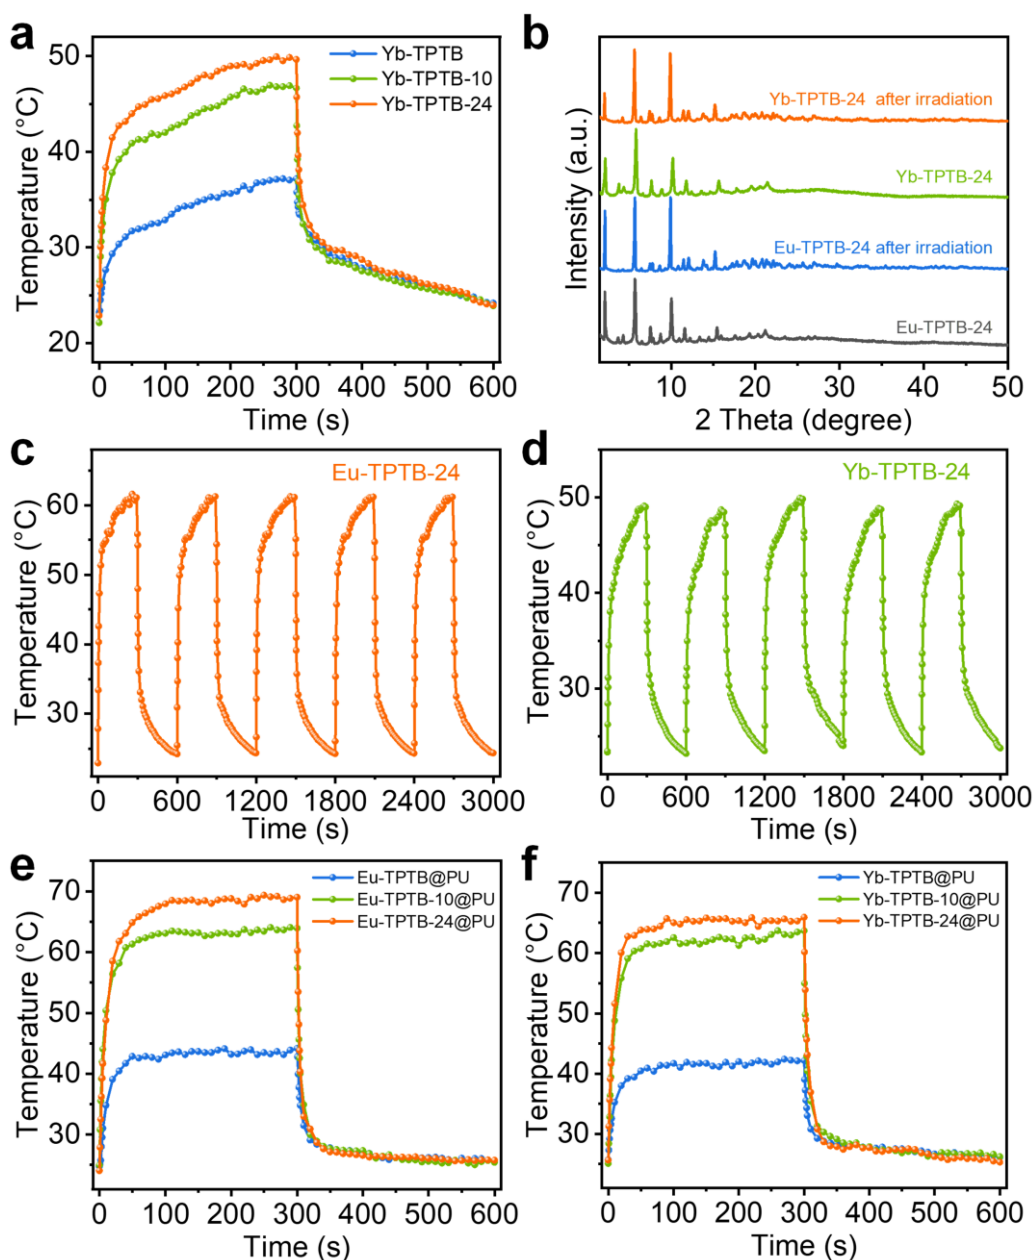 a
50
40
30
20
Temperature (°C)
Yb-TPTB
Yb-TPTB-10
Yb-TPTB-24
0 100 200 300 400 500 600
Time (s)
b
Intensity (a.u.)
Yb-TPTB-24 after irradiation
Yb-TPTB-24
Eu-TPTB-24 after irradiation
Eu-TPTB-24
10 20 30 40 50
2 Theta (degree)
c
Eu-TPTB-24
60
50
40
30
Temperature (°C)
0 600 1200 1800 2400 3000
Time (s)
d
Yb-TPTB-24
50
40
30
Temperature (°C)
0 600 1200 1800 2400 3000
Time (s)
e
70
60
50
40
30
Temperature (°C)
Eu-TPTB@PU
Eu-TPTB-10@PU
Eu-TPTB-24@PU
0 100 200 300 400 500 600
Time (s)
f
70
60
50
40
30
Temperature (°C)
Yb-TPTB@PU
Yb-TPTB-10@PU
Yb-TPTB-24@PU
0 100 200 300 400 500 600
Time (s)